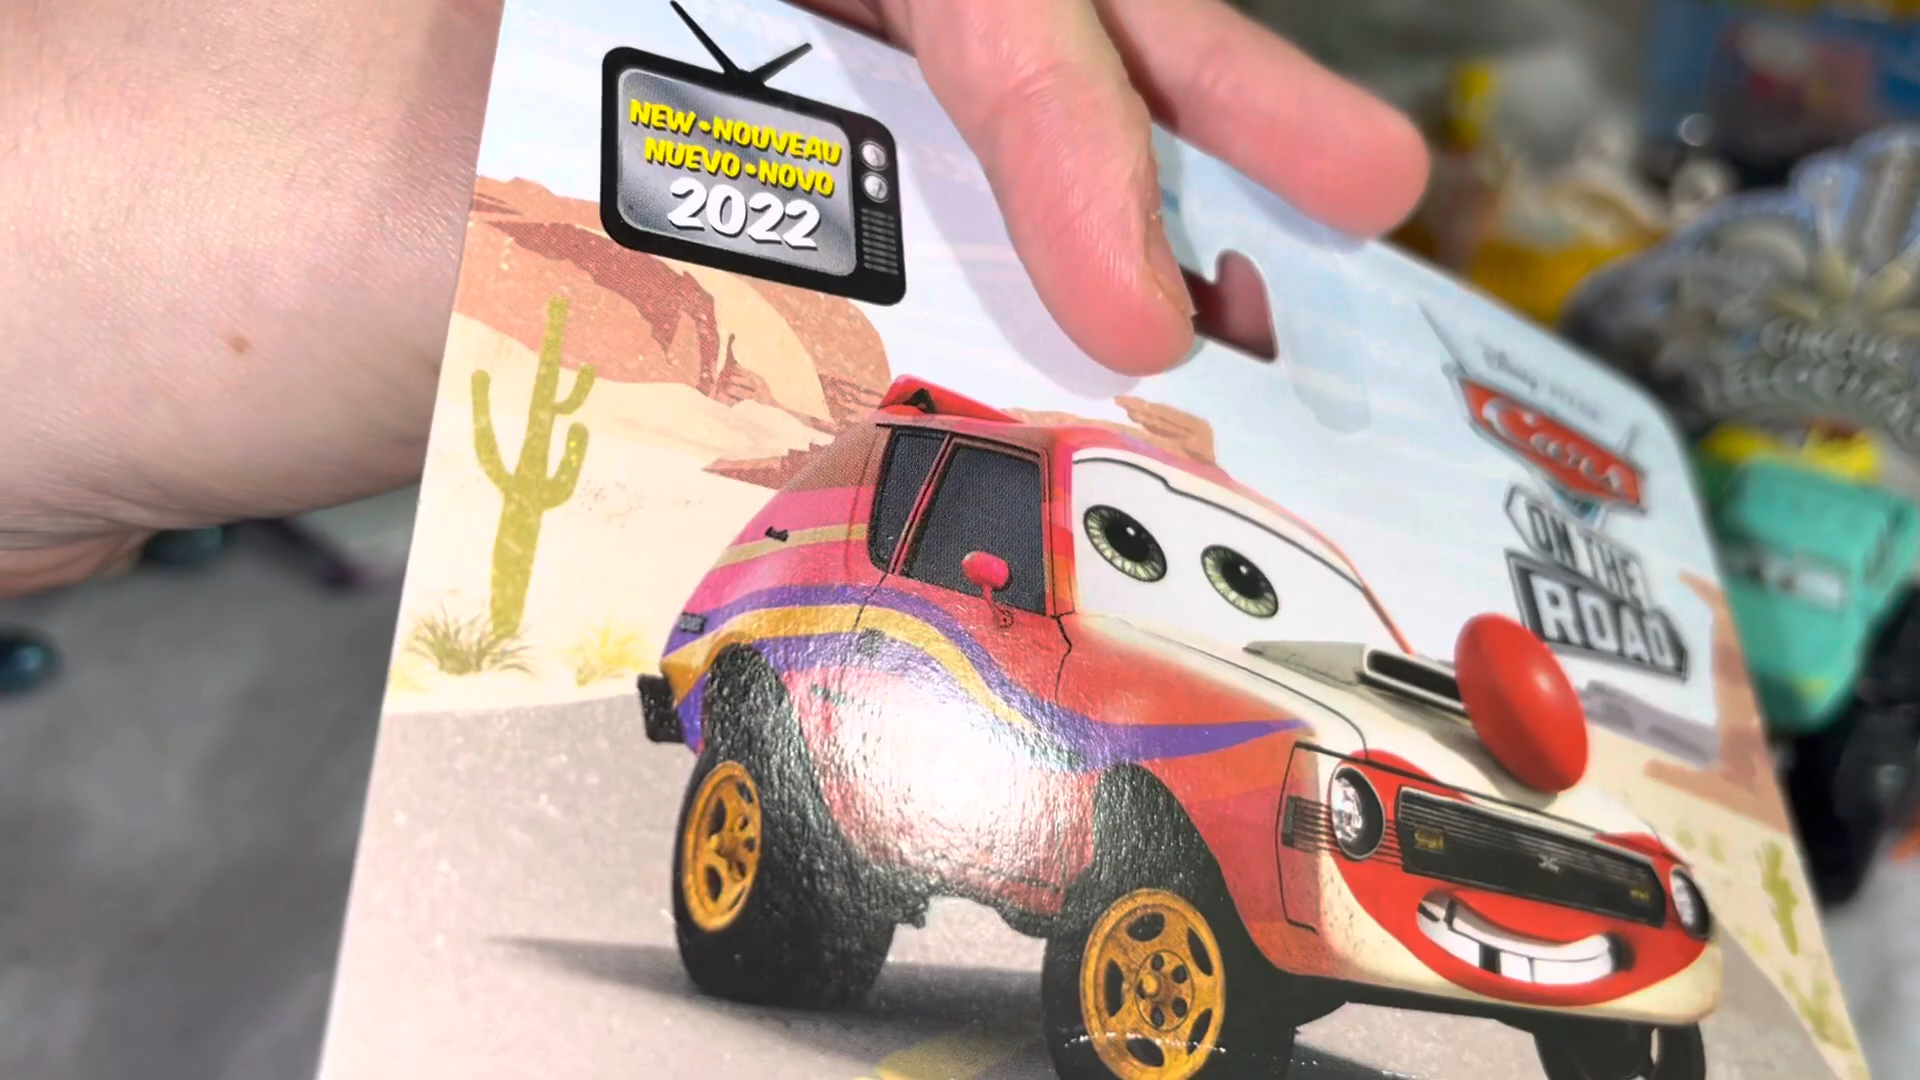 NEW • NOUVEAU
NUEVO • NOVO
2022
Disney PIXAR
Cars
ON THE
ROAD